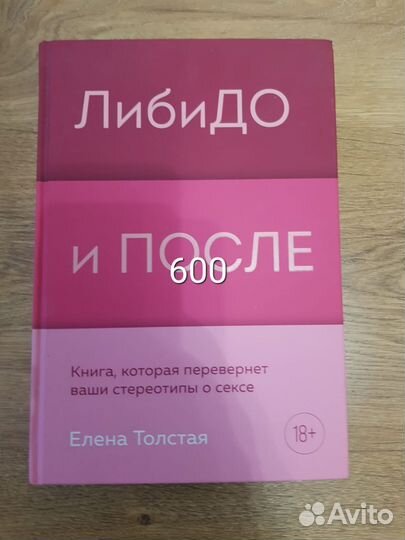 ЛибиДО
и ПОСЛЕ
600
Книга, которая перевернет
ваши стереотипы о сексе
Елена Толстая
18+
Avito